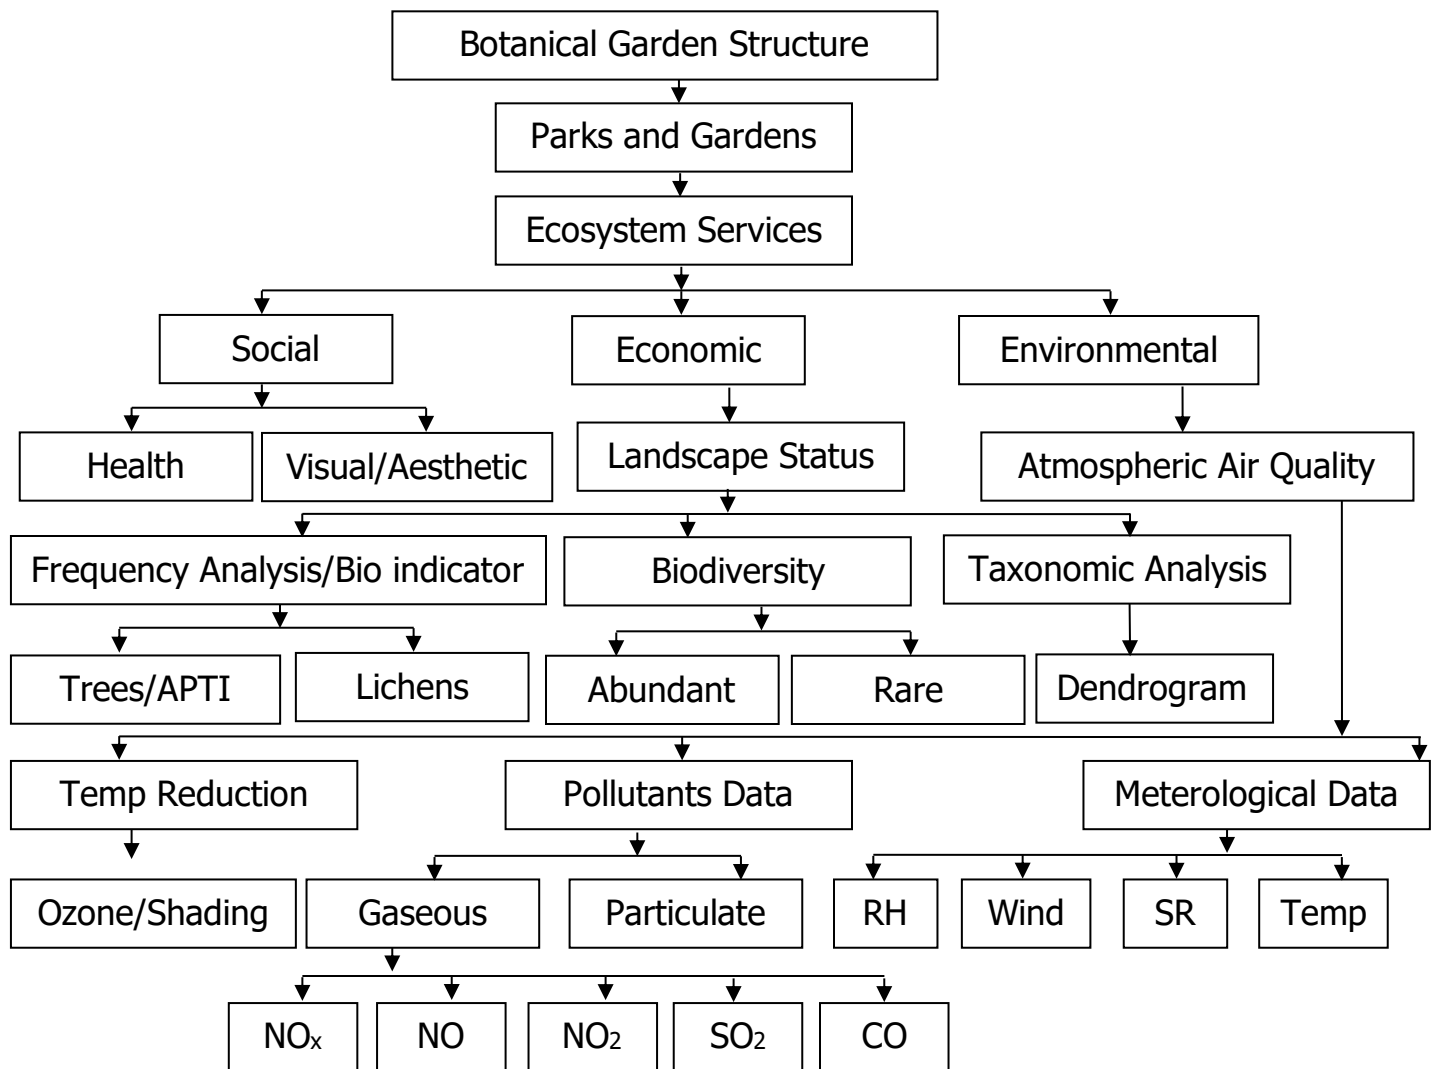 Botanical Garden Structure
Parks and Gardens
Ecosystem Services
Social
Economic
Environmental
Health
Visual/Aesthetic
Landscape Status
Atmospheric Air Quality
Frequency Analysis/Bio indicator
Biodiversity
Taxonomic Analysis
Trees/APTI
Lichens
Abundant
Rare
Dendrogram
Temp Reduction
Pollutants Data
Meterological Data
Ozone/Shading
Gaseous
Particulate
RH
Wind
SR
Temp
NOx
NO
NO2
SO2
CO